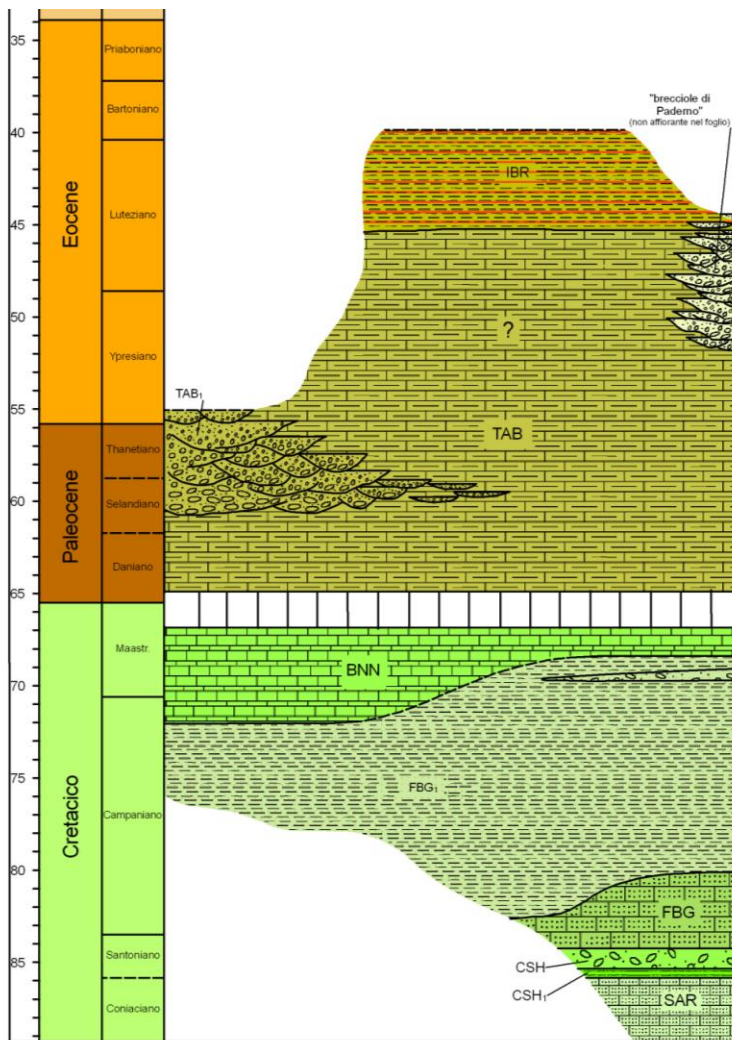 35
40
45
50
55
60
65
70
75
80
85
Eocene
Paleocene
Cretacico
Priaboniano
Bartoniano
Luteziano
Ypresiano
Thanetiano
Selandiano
Daniano
Maastr.
Campaniano
Santoniano
Coniaciano
"brecciole di
Paderno"
(non affiorante nel foglio)
IBR
?
TAB₁
TAB
BNN
FBG₁
FBG
CSH
CSH₁
SAR